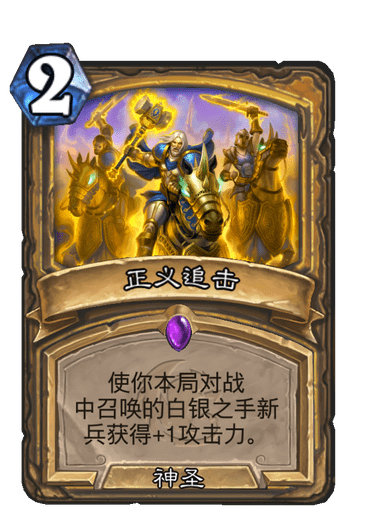 2
正义追击
使你本局对战
中召唤的白银之手新
兵获得+1攻击力。
神圣